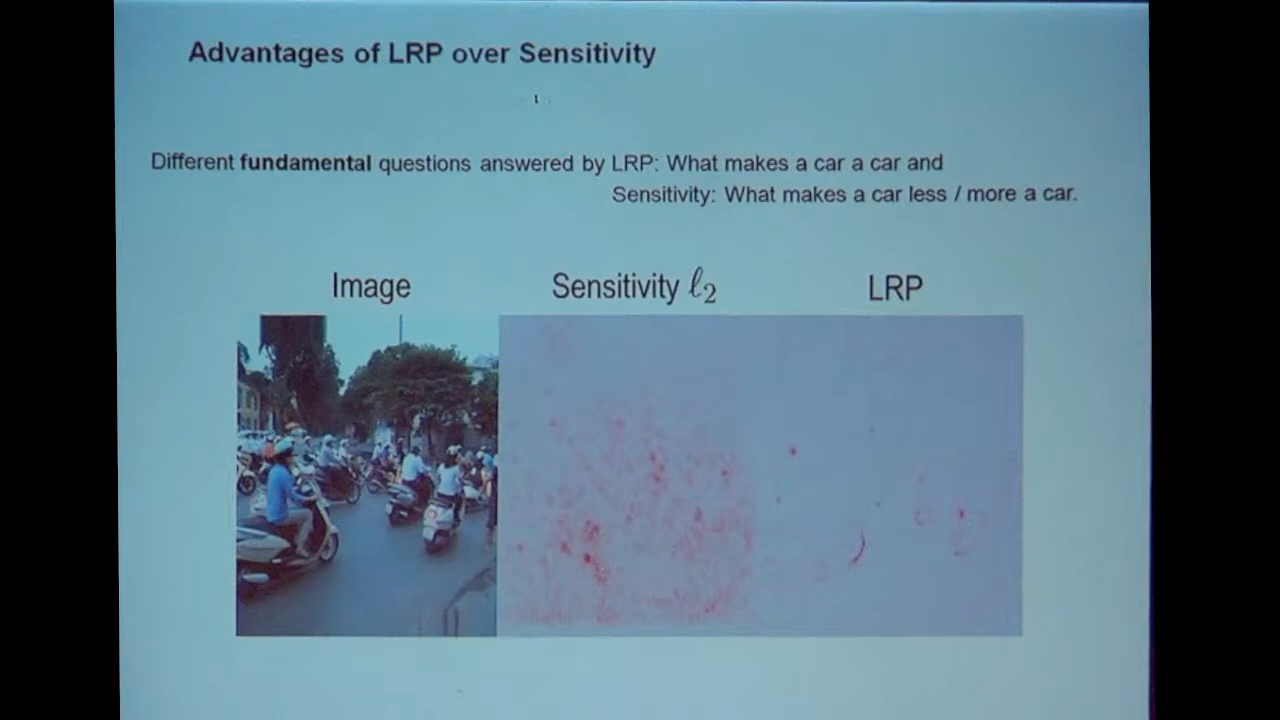 Advantages of LRP over Sensitivity
Different fundamental questions answered by LRP: What makes a car a car and
Sensitivity: What makes a car less / more a car.
Image
Sensitivity ℓ₂
LRP